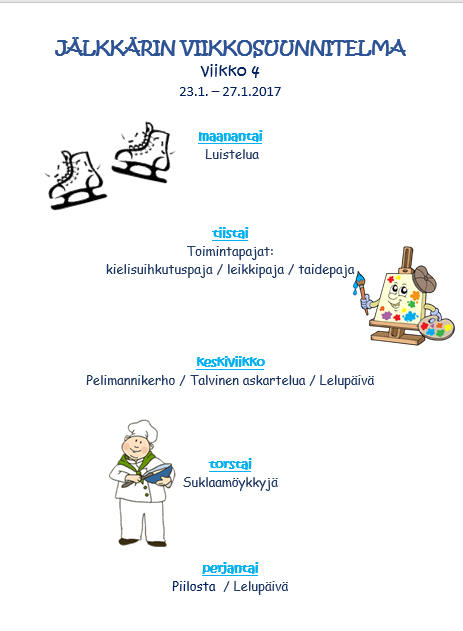 JÄLKKÄRIN VIIKKOSUUNNITELMA
Viikko 4
23.1. – 27.1.2017
maanantai
Luistelua
tiistai
Toimintapajat:
kielisuihkutuspaja / leikkipaja / taidepaja
keskiviikko
Pelimannikerho / Talvinen askartelua / Lelupäivä
torstai
Suklaamöykkyjä
perjantai
Piilosta / Lelupäivä